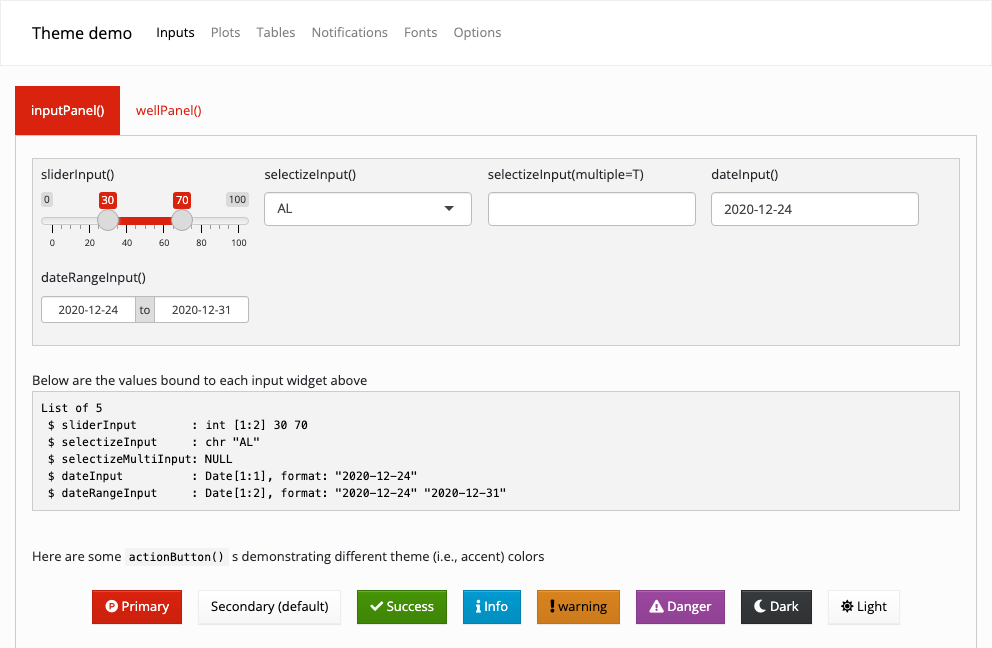 Theme demo Inputs Plots Tables Notifications Fonts Options
inputPanel() wellPanel()
sliderInput() selectizeInput() selectizeInput(multiple=T) dateInput()
0 30 70 100
AL 2020-12-24
0 20 40 60 80 100
dateRangeInput()
2020-12-24 to 2020-12-31
Below are the values bound to each input widget above
List of 5
$ sliderInput : int [1:2] 30 70
$ selectizeInput : chr "AL"
$ selectizeMultiInput: NULL
$ dateInput : Date[1:1], format: "2020-12-24"
$ dateRangeInput : Date[1:2], format: "2020-12-24" "2020-12-31"
Here are some actionButton() s demonstrating different theme (i.e., accent) colors
Primary Secondary (default) Success Info warning Danger Dark Light